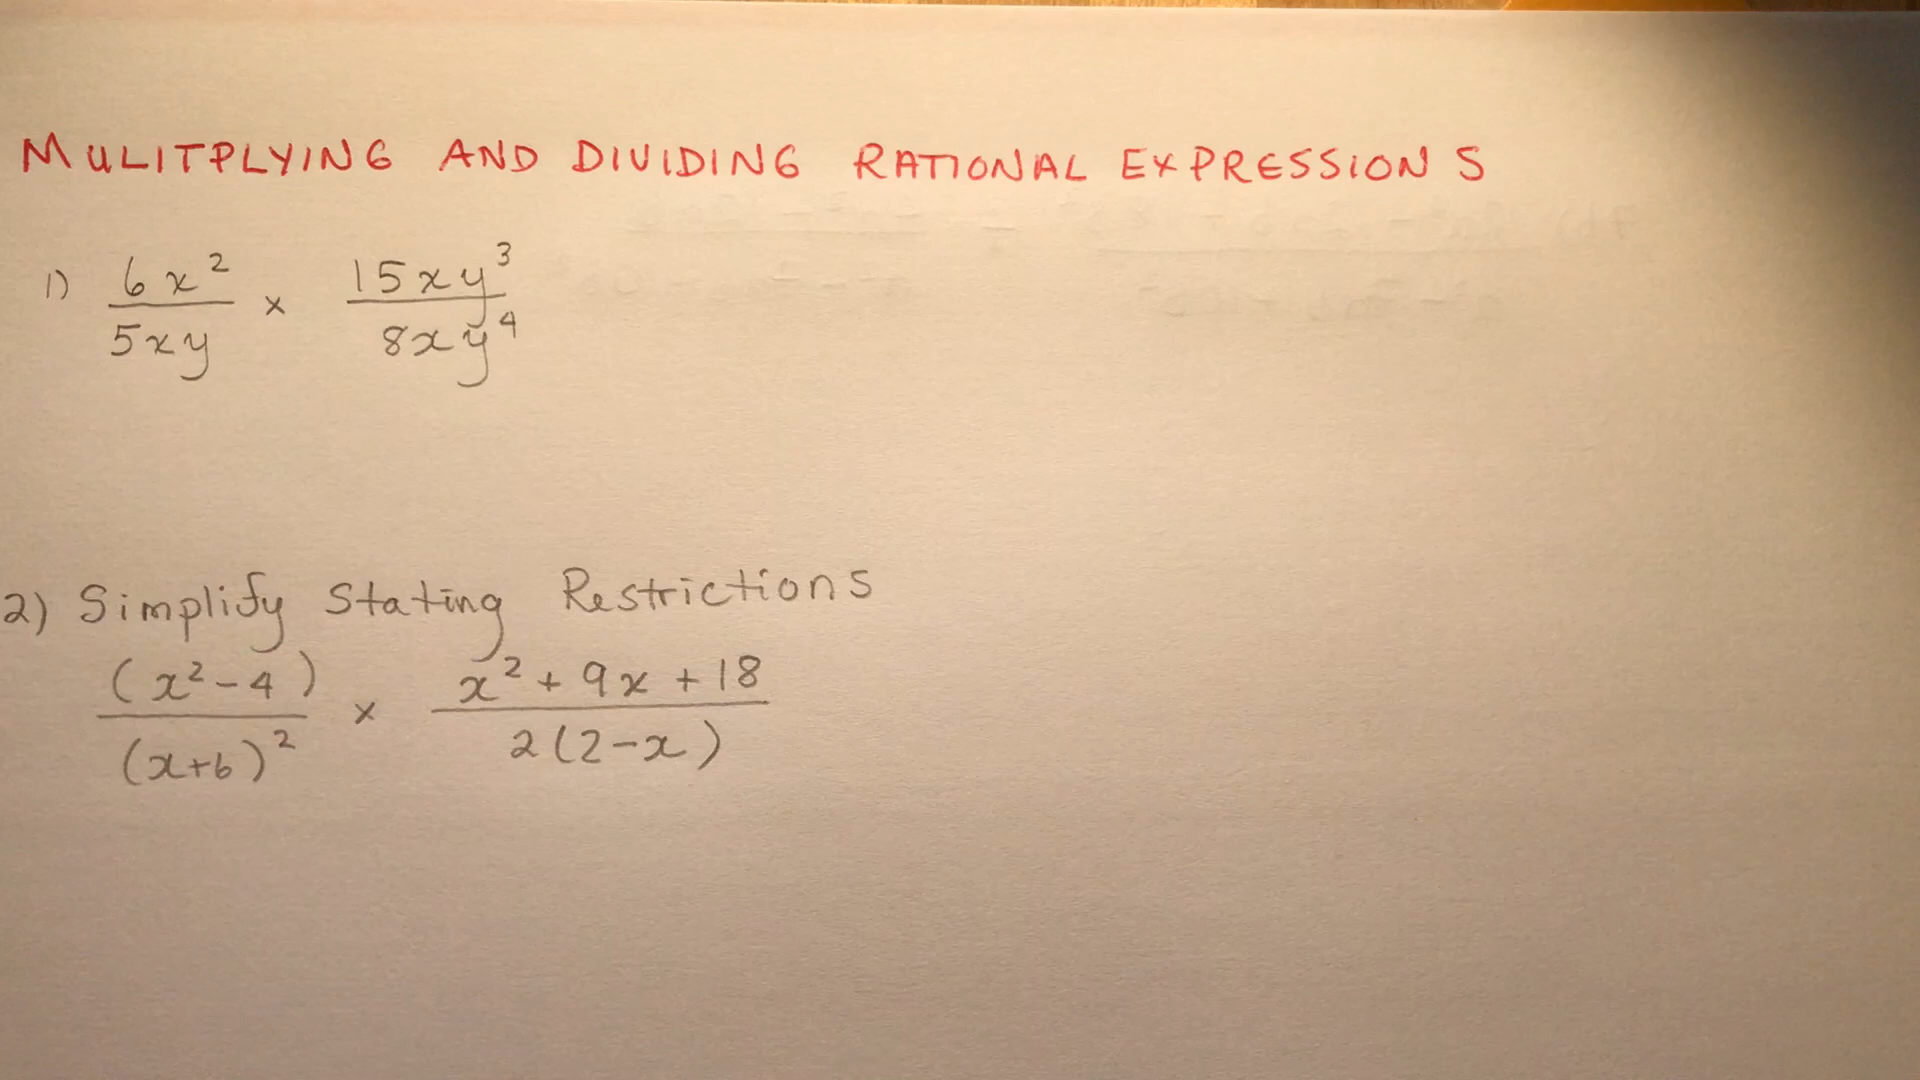 MULITPLYING AND DIVIDING RATIONAL EXPRESSIONS
1) 6x² / 5xy × 15xy³ / 8xy⁴
2) Simplify Stating Restrictions
(x²-4) / (x+6)² × x²+9x+18 / 2(2-x)